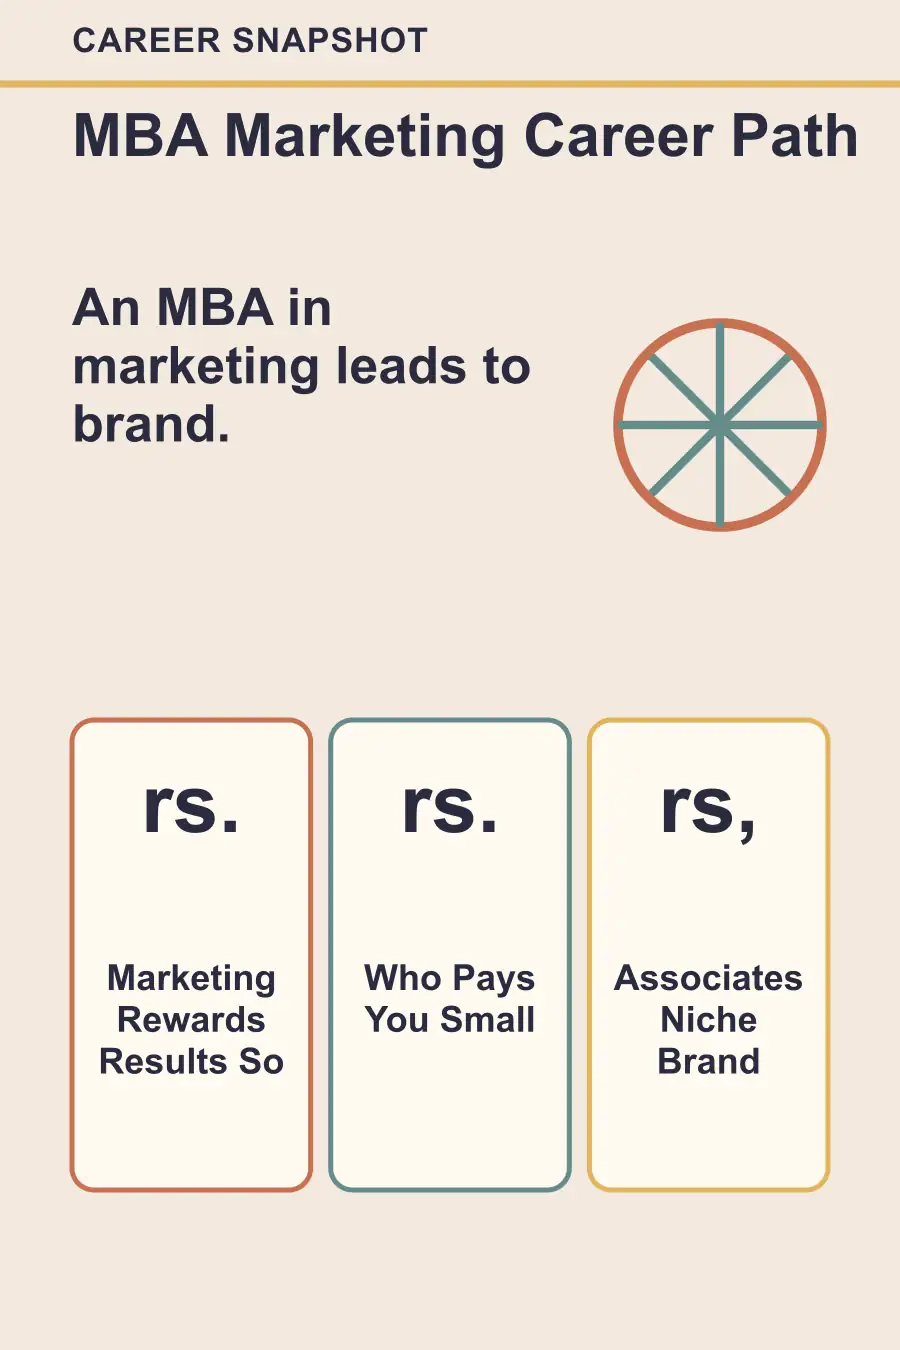 CAREER SNAPSHOT
MBA Marketing Career Path
An MBA in
marketing leads to
brand.
rs.
Marketing
Rewards
Results So
rs.
Who Pays
You Small
rs,
Associates
Niche
Brand